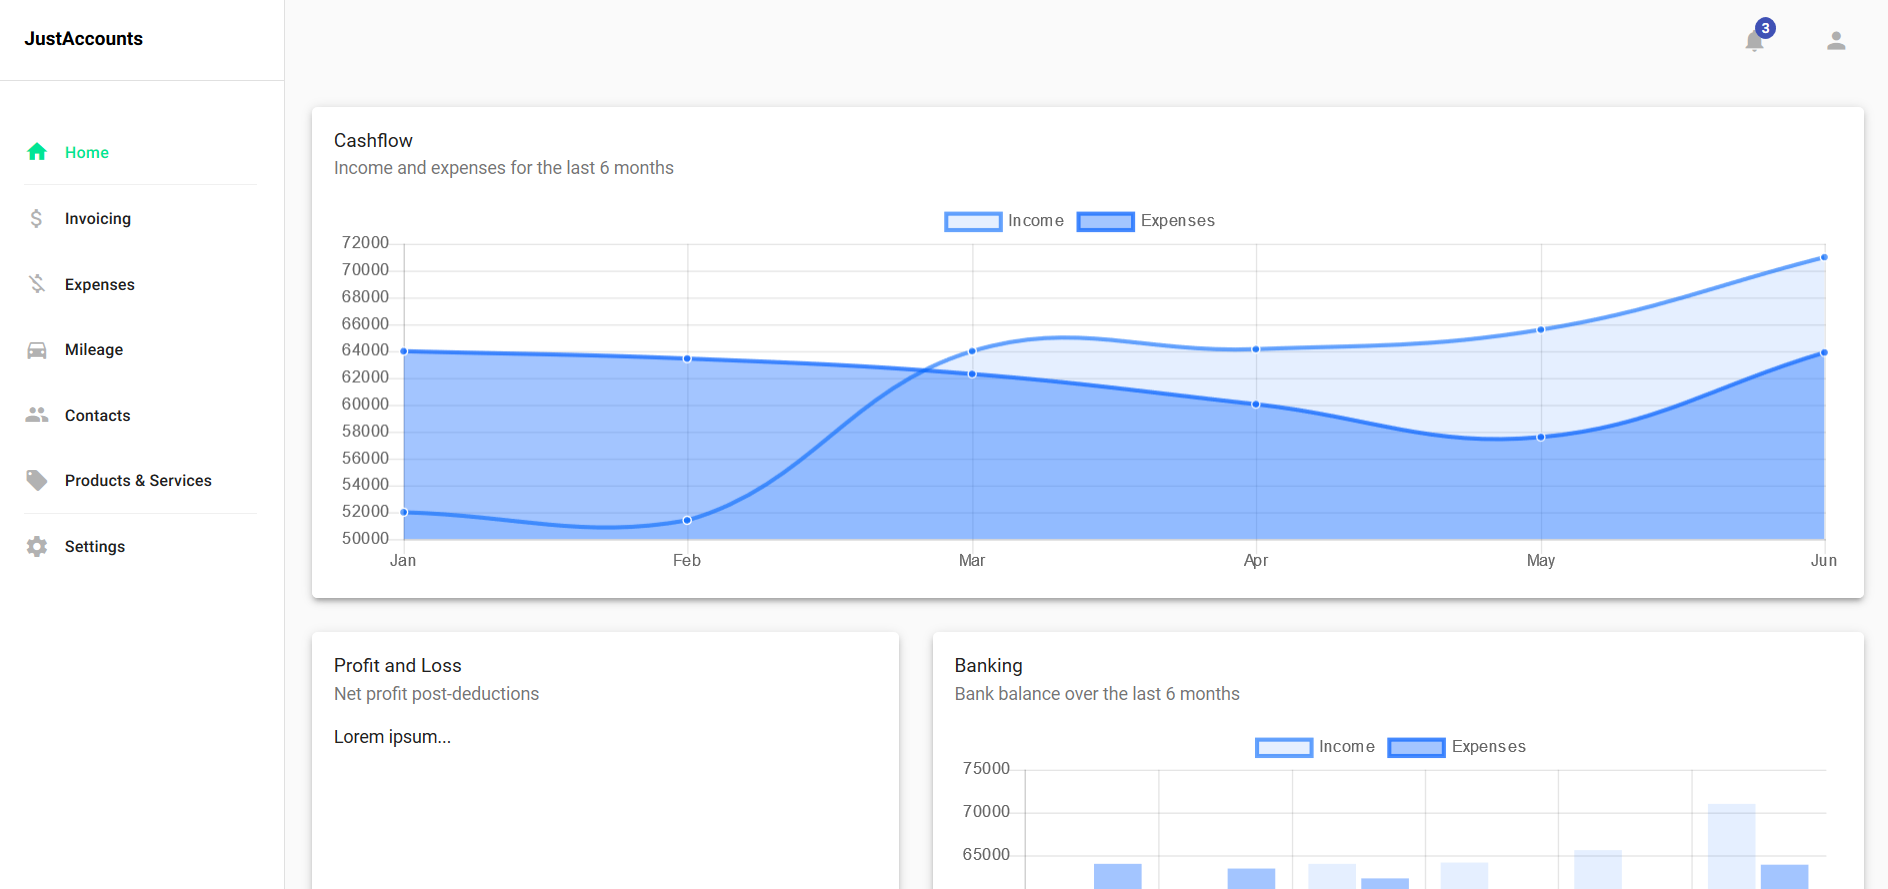 JustAccounts
3
Home
Invoicing
Expenses
Mileage
Contacts
Products & Services
Settings
Cashflow
Income and expenses for the last 6 months
Income Expenses
72000
70000
68000
66000
64000
62000
60000
58000
56000
54000
52000
50000
Jan Feb Mar Apr May Jun
Profit and Loss
Net profit post-deductions
Lorem ipsum...
Banking
Bank balance over the last 6 months
Income Expenses
75000
70000
65000